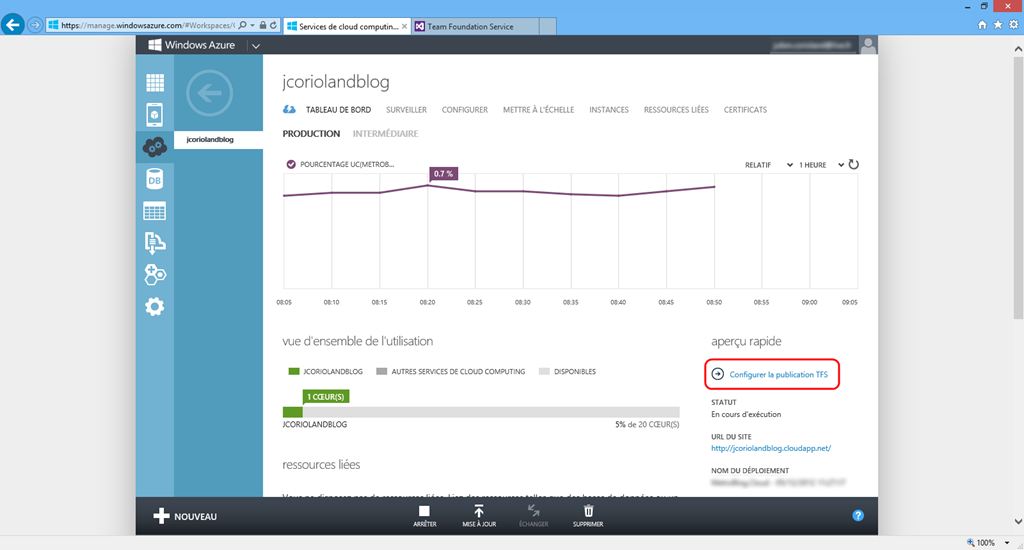 https://manage.windowsazure.com/#Workspaces/
Services de cloud computin...
Team Foundation Service
Windows Azure
jcoriolandblog
jcoriolandblog
TABLEAU DE BORD SURVEILLER CONFIGURER METTRE À L'ÉCHELLE INSTANCES RESSOURCES LIÉES CERTIFICATS
PRODUCTION INTERMÉDIAIRE
POURCENTAGE UC(METROB... RELATIF 1 HEURE
0.7 %
08:05 08:10 08:15 08:20 08:25 08:30 08:35 08:40 08:45 08:50 08:55 09:00 09:05
vue d'ensemble de l'utilisation
JCORIOLANDBLOG AUTRES SERVICES DE CLOUD COMPUTING DISPONIBLES
1 CŒUR(S)
JCORIOLANDBLOG 5% de 20 CŒUR(S)
ressources liées
aperçu rapide
Configurer la publication TFS
STATUT
En cours d'exécution
URL DU SITE
http://jcoriolandblog.cloudapp.net/
NOM DU DÉPLOIEMENT
DB
NOUVEAU
ARRÊTER MISE À JOUR ÉCHANGER SUPPRIMER
?
100%